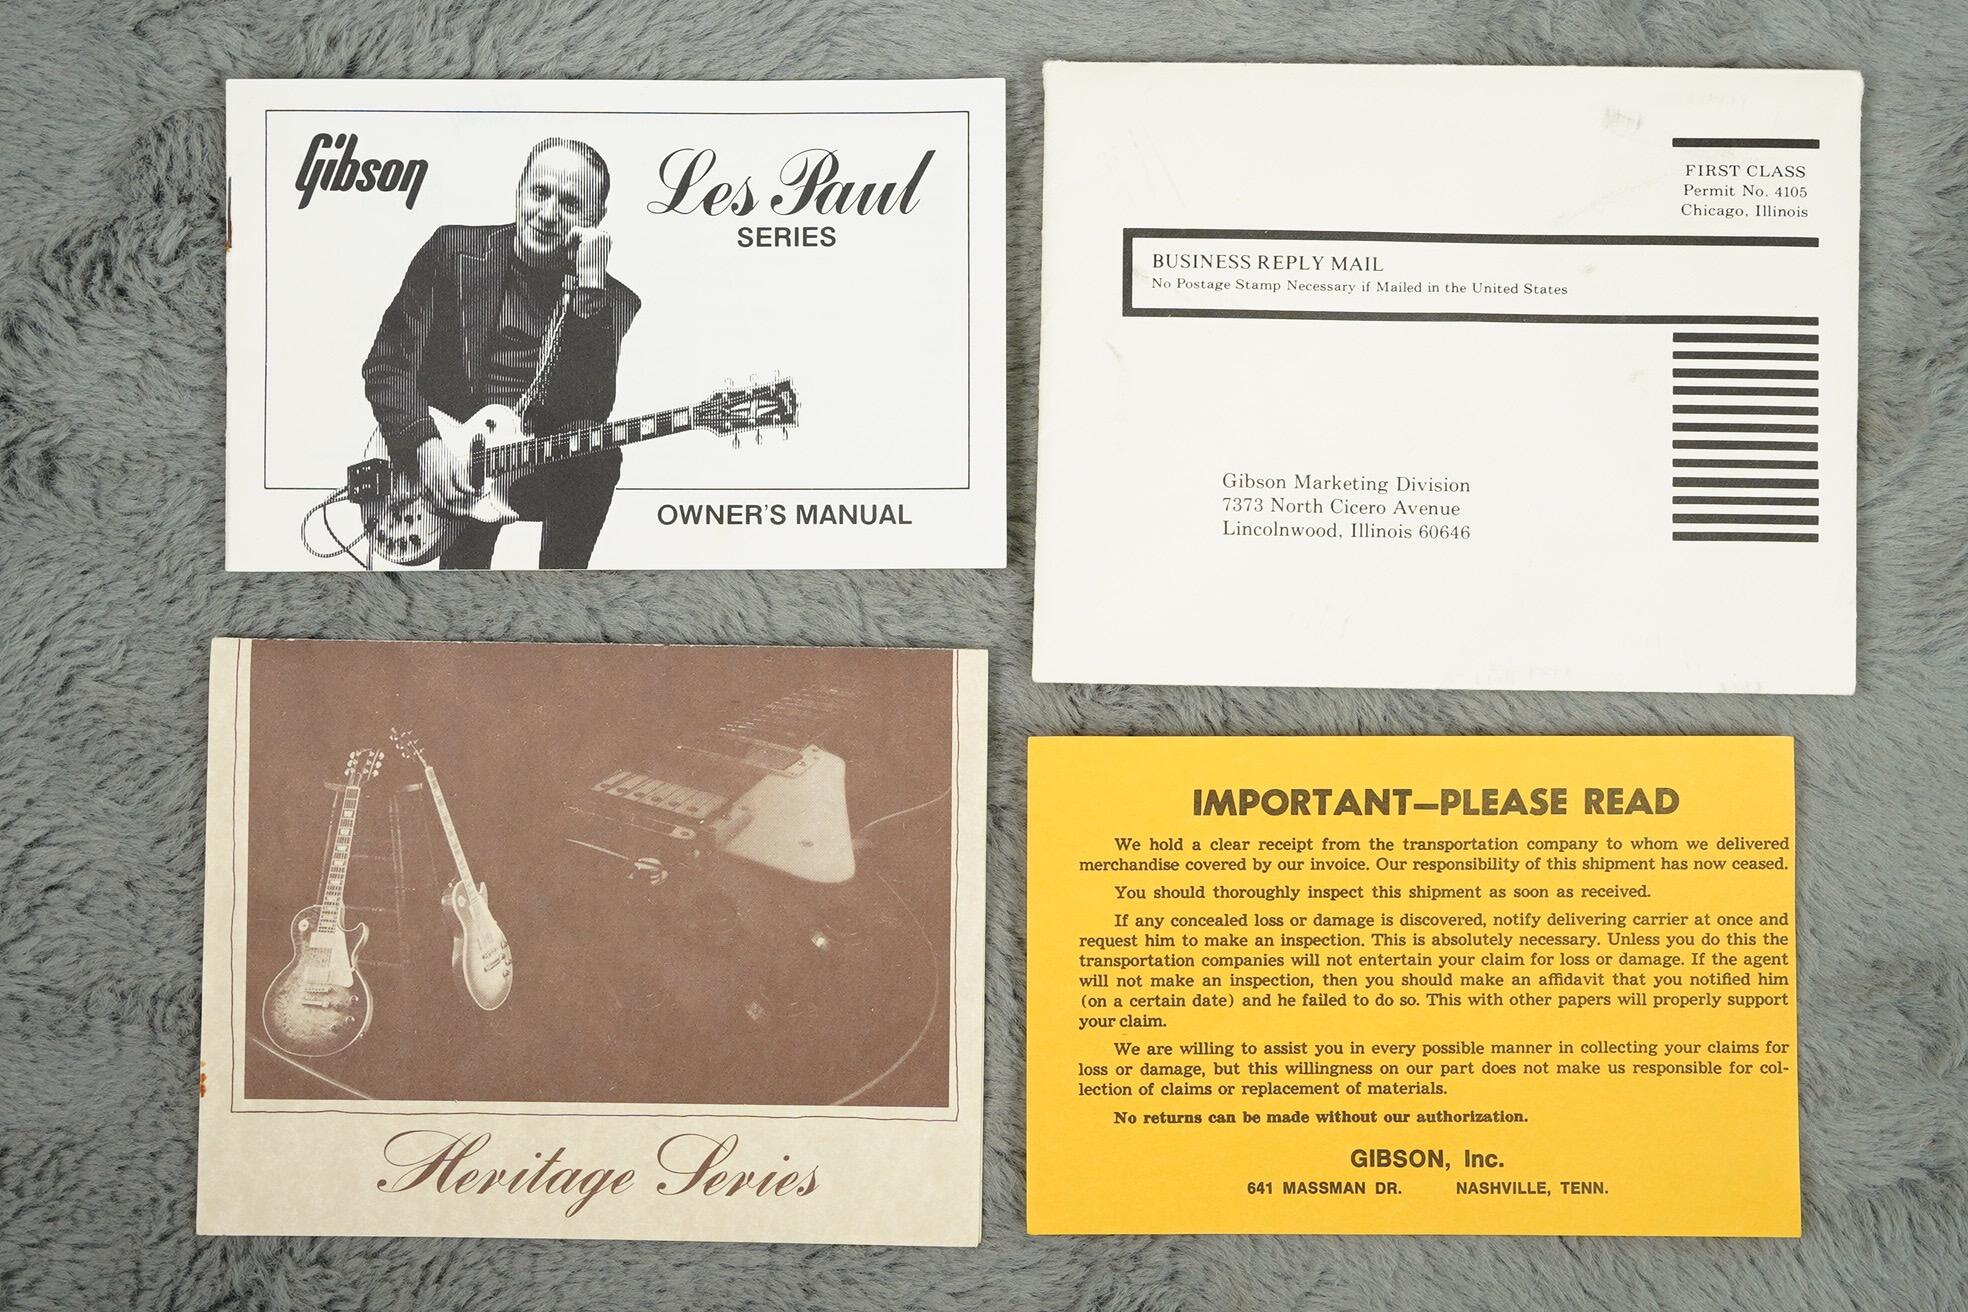 Gibson
Les Paul
SERIES
OWNER'S MANUAL
FIRST CLASS
Permit No. 4105
Chicago, Illinois
BUSINESS REPLY MAIL
No Postage Stamp Necessary if Mailed in the United States
Gibson Marketing Division
7373 North Cicero Avenue
Lincolnwood, Illinois 60646
Heritage Series
IMPORTANT—PLEASE READ
We hold a clear receipt from the transportation company to whom we delivered
merchandise covered by our invoice. Our responsibility of this shipment has now ceased.
You should thoroughly inspect this shipment as soon as received.
If any concealed loss or damage is discovered, notify delivering carrier at once and
request him to make an inspection. This is absolutely necessary. Unless you do this the
transportation companies will not entertain your claim for loss or damage. If the agent
will not make an inspection, then you should make an affidavit that you notified him
(on a certain date) and he failed to do so. This with other papers will properly support
your claim.
We are willing to assist you in every possible manner in collecting your claims for
loss or damage, but this willingness on our part does not make us responsible for col-
lection of claims or replacement of materials.
No returns can be made without our authorization.
GIBSON, Inc.
641 MASSMAN DR. NASHVILLE, TENN.